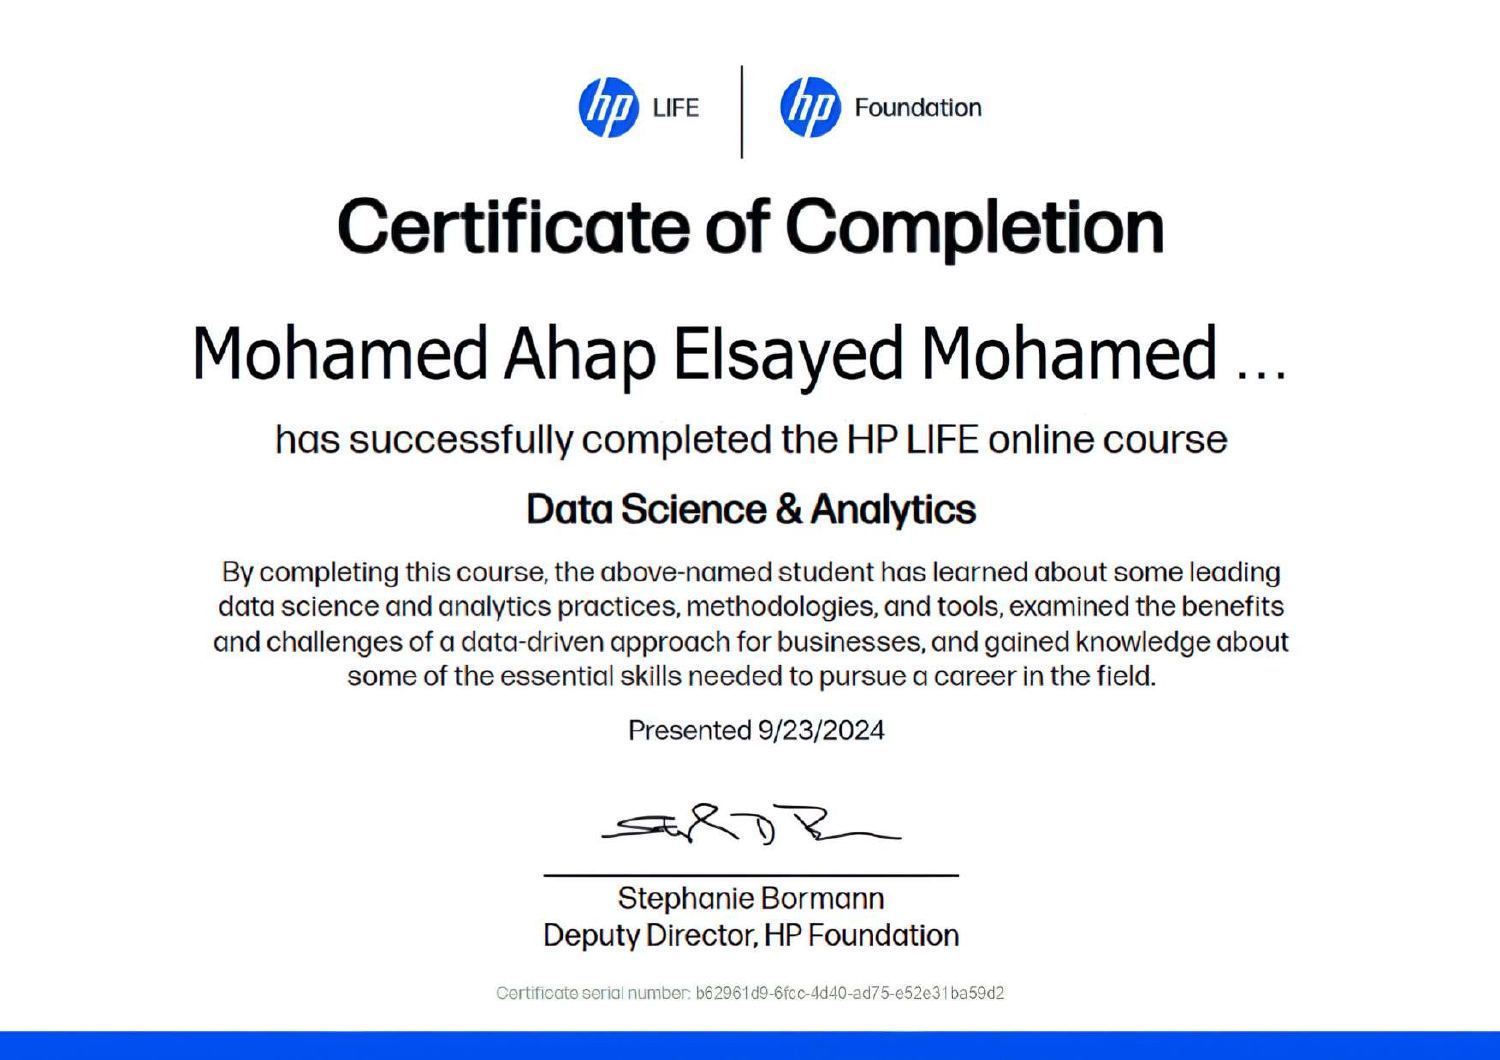 hp LIFE hp Foundation
Certificate of Completion
Mohamed Ahap Elsayed Mohamed ...
has successfully completed the HP LIFE online course
Data Science & Analytics
By completing this course, the above-named student has learned about some leading
data science and analytics practices, methodologies, and tools, examined the benefits
and challenges of a data-driven approach for businesses, and gained knowledge about
some of the essential skills needed to pursue a career in the field.
Presented 9/23/2024
Stephanie Bormann
Deputy Director, HP Foundation
Certificate serial number: b62961d9-6fcc-4d40-ad75-e52e31ba59d2